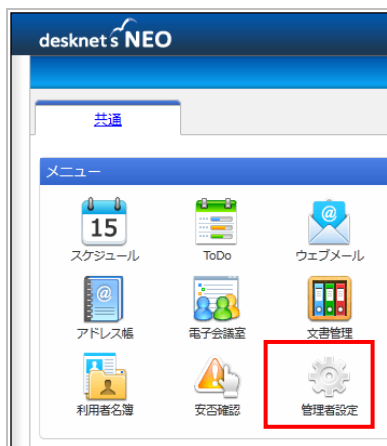 desknet's NEO
共通
メニュー
15
スケジュール
ToDo
@
ウェブメール
@
アドレス帳
電子会議室
文書管理
利用者名簿
安否確認
管理者設定